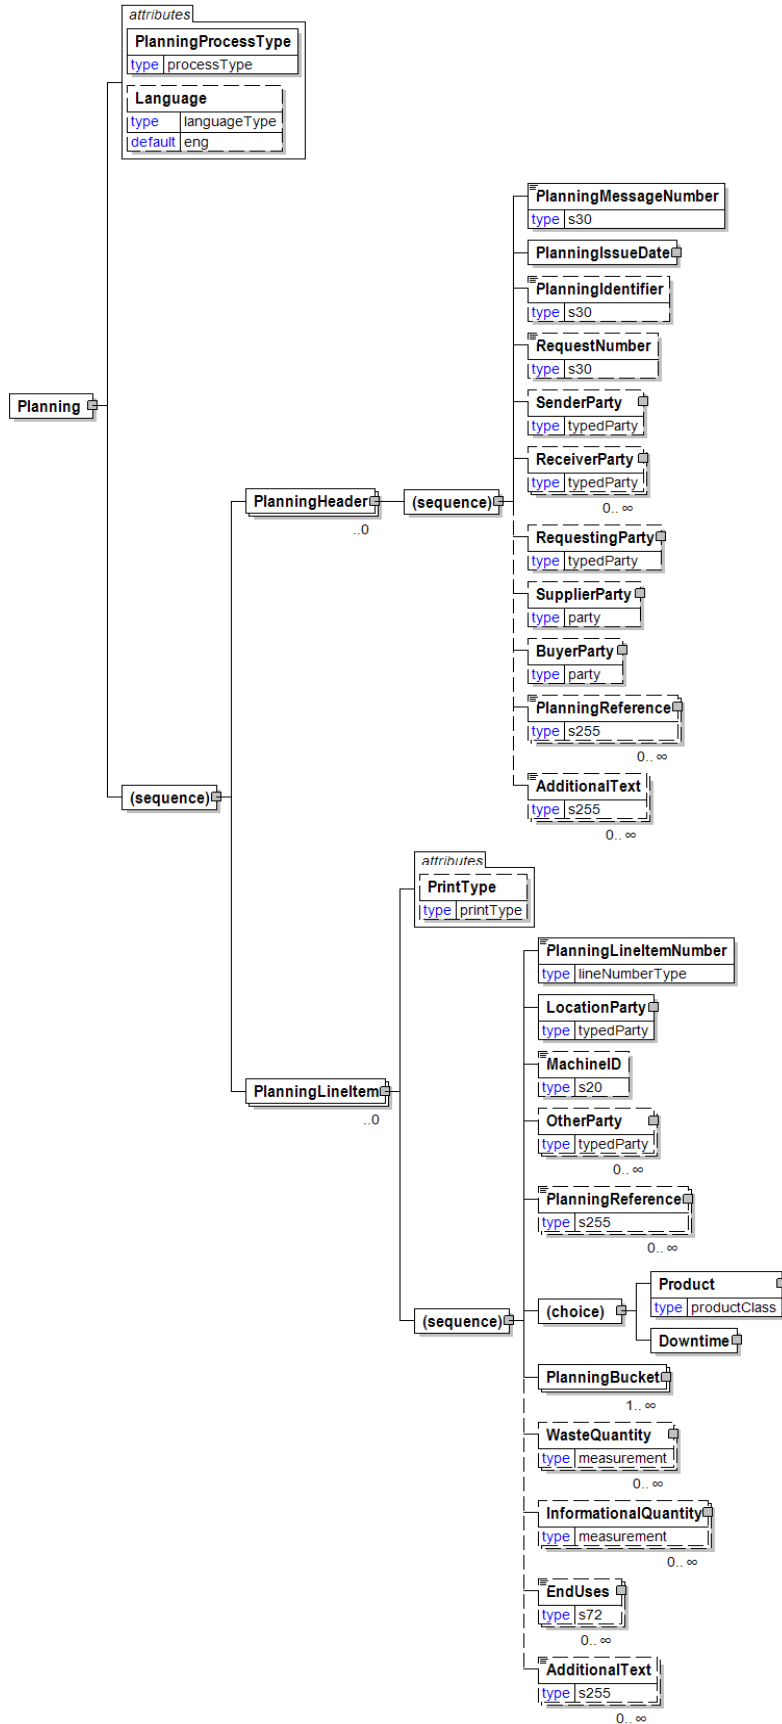 attributes
PlanningProcessType
type processType
Language
type languageType
default eng
PlanningMessageNumber
type s30
PlanningIssueDate
PlanningIdentifier
type s30
RequestNumber
type s30
Planning
SenderParty
type typedParty
ReceiverParty
type typedParty
0.. ∞
PlanningHeader
..0
(sequence)
RequestingParty
type typedParty
SupplierParty
type party
BuyerParty
type party
PlanningReference
type s255
0.. ∞
(sequence)
AdditionalText
type s255
0.. ∞
attributes
PrintType
type printType
PlanningLineItemNumber
type lineNumberType
LocationParty
type typedParty
MachineID
type s20
PlanningLineItem
..0
OtherParty
type typedParty
0.. ∞
PlanningReference
type s255
0.. ∞
(sequence)
(choice)
Product
type productClass
Downtime
PlanningBucket
1.. ∞
WasteQuantity
type measurement
0.. ∞
InformationalQuantity
type measurement
0.. ∞
EndUses
type s72
0.. ∞
AdditionalText
type s255
0.. ∞